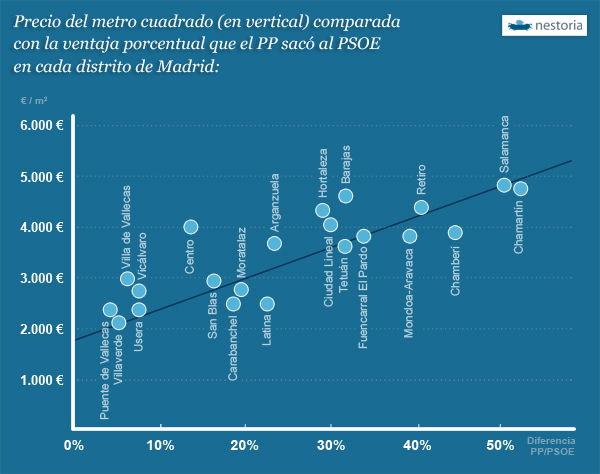 Precio del metro cuadrado (en vertical) comparada
con la ventaja porcentual que el PP sacó al PSOE
en cada distrito de Madrid:
nestoria
€ / m²
6.000 €
5.000 €
4.000 €
3.000 €
2.000 €
1.000 €
Puente de Vallecas
Villaverde
Villa de Vallecas
Vicálvaro
Usera
Centro
San Blas
Carabanchel
Moratalaz
Latina
Arganzuela
Hortaleza
Ciudad Lineal
Barajas
Tetuán
Fuencarral El Pardo
Moncloa-Aravaca
Retiro
Chamberi
Salamanca
Chamartín
0%
10%
20%
30%
40%
50%
Diferencia
PP/PSOE